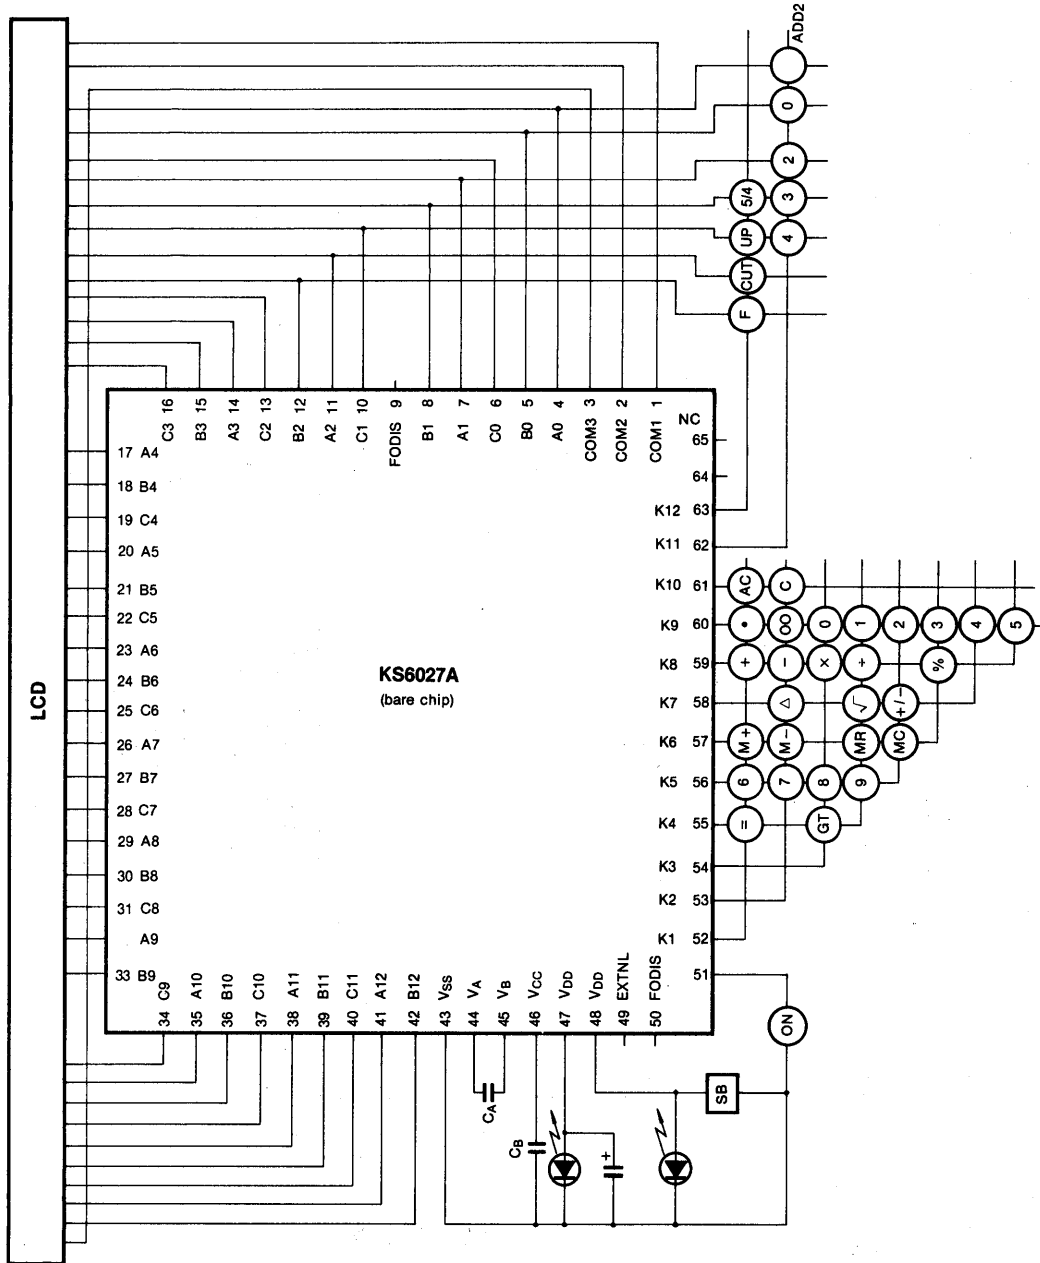 LCD
KS6027A
(bare chip)
C3 16
B3 15
A3 14
C2 13
B2 12
A2 11
C1 10
FODIS 9
B1 8
A1 7
C0 6
B0 5
A0 4
COM3 3
COM2 2
COM1 1
17 A4
18 B4
19 C4
20 A5
21 B5
22 C5
23 A6
24 B6
25 C6
26 A7
27 B7
28 C7
29 A8
30 B8
31 C8
A9
33 B9
34 C9
35 A10
36 B10
37 C10
38 A11
39 B11
40 C11
41 A12
42 B12
43 VSS
44 VA
45 VB
46 VCC
47 VDD
48 VDD
49 EXTNL
50 FODIS
NC
65
64
K12 63
K11 62
K10 61
K9 60
K8 59
K7 58
K6 57
K5 56
K4 55
K3 54
K2 53
K1 52
51
ADD2
0
2
5/4 3
UP 4
CUT
F
AC C
• 00 0 1 2 3 4 5
+ − × ÷ %
△ √ +/−
M+ M− MR MC
6 7 8 9
= GT
ON
SB
CA
CB
+